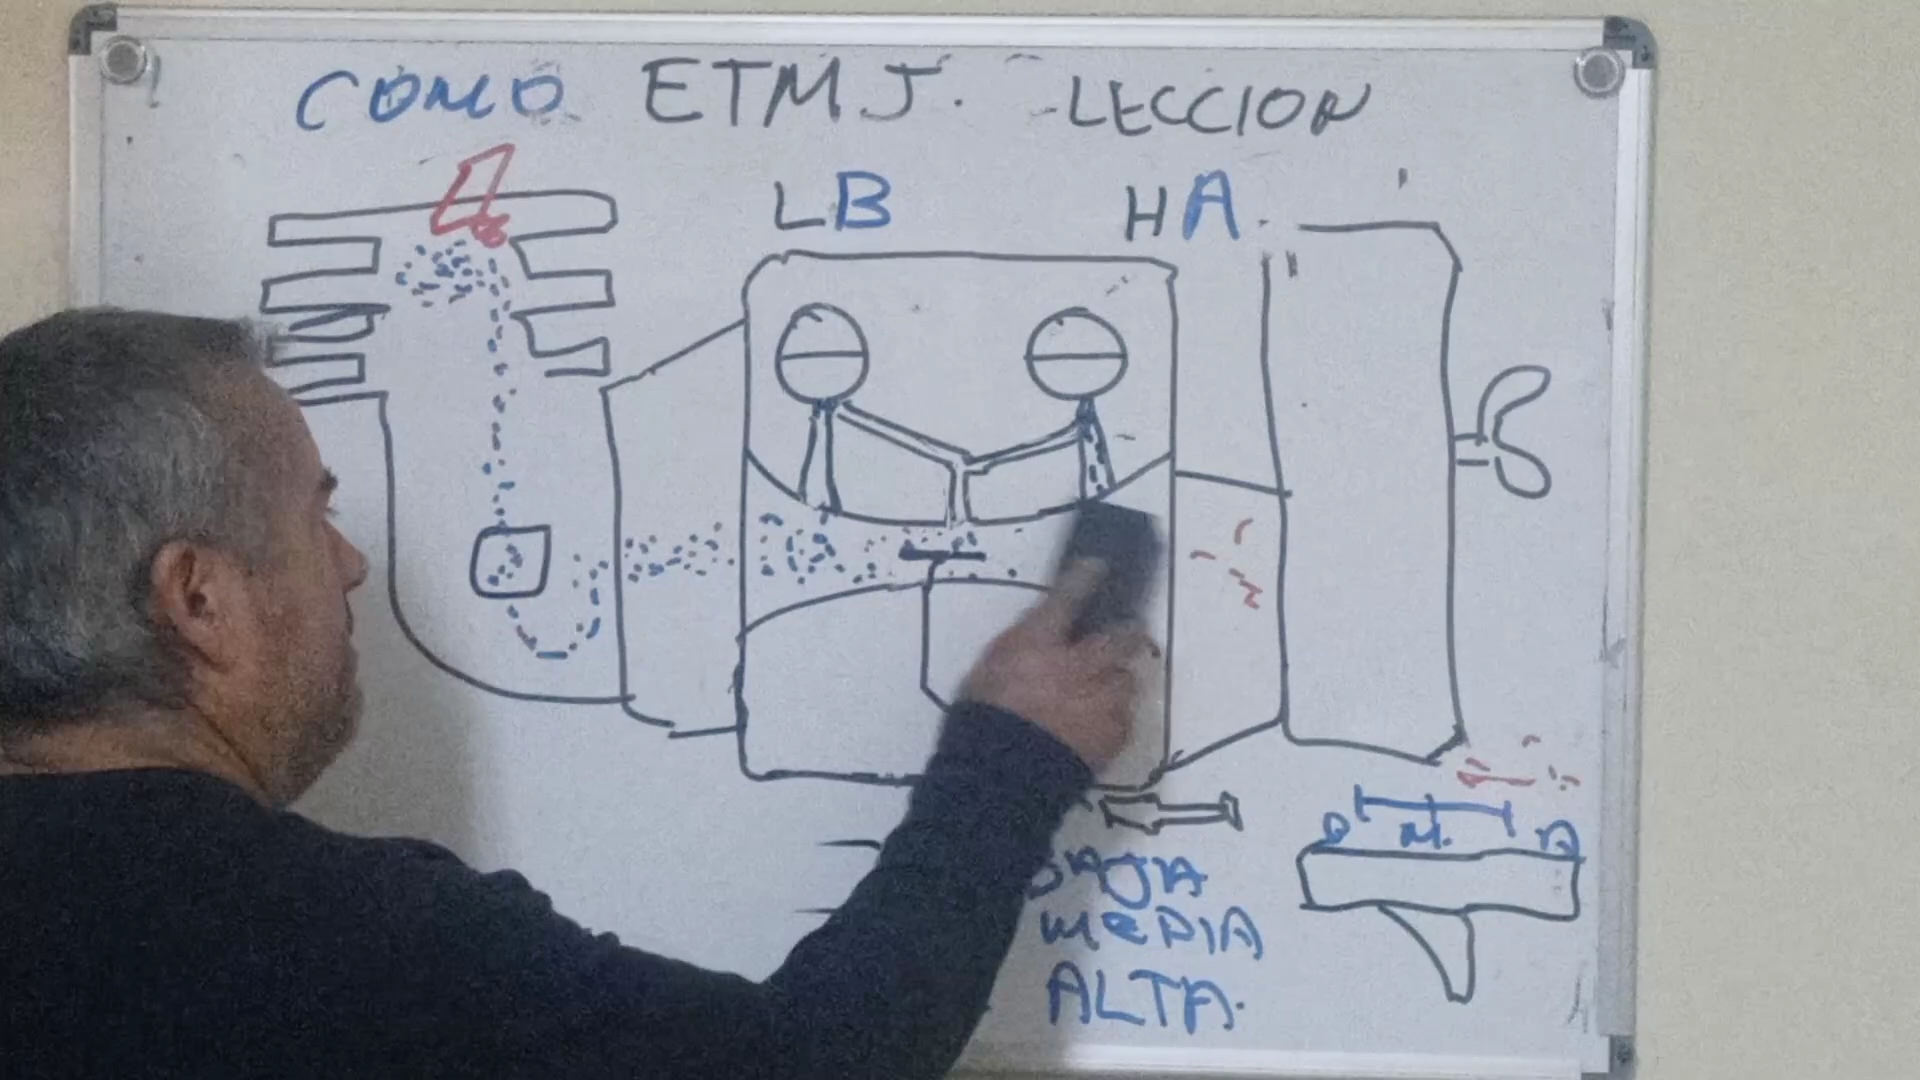 COMO ETMJ. LECCION
LB HA.
BAJA
MEDIA
ALTA.